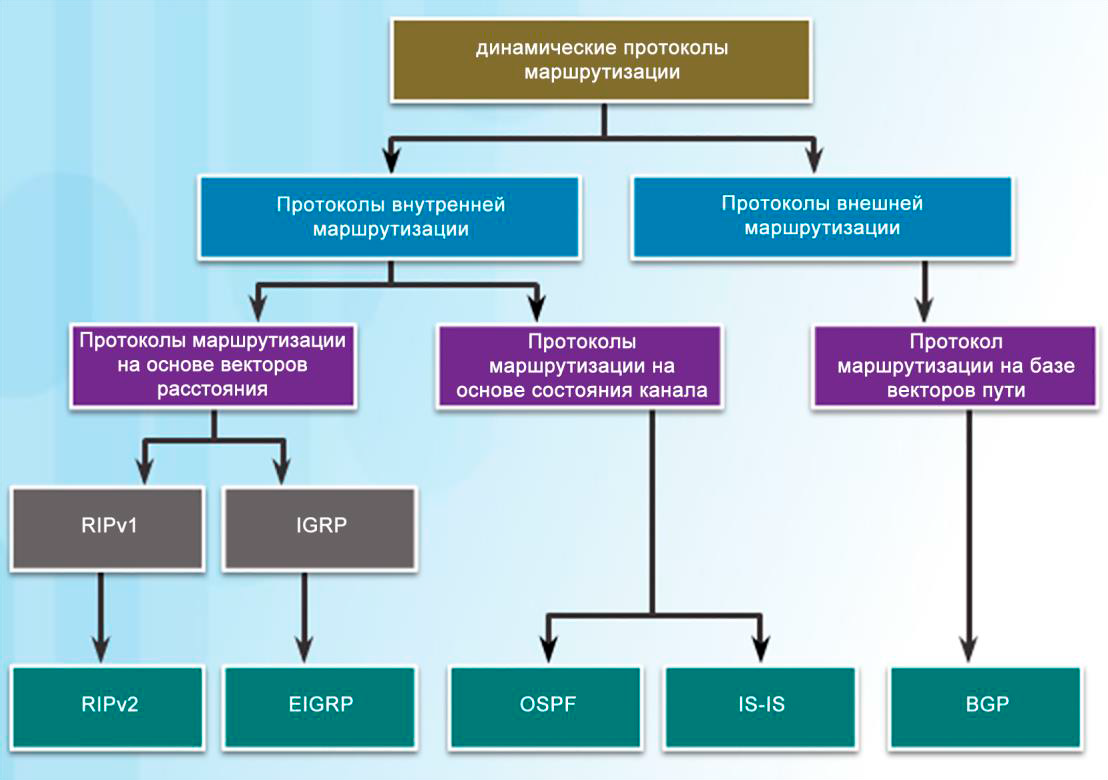 динамические протоколы
маршрутизации
Протоколы внутренней
маршрутизации
Протоколы внешней
маршрутизации
Протоколы маршрутизации
на основе векторов
расстояния
Протоколы
маршрутизации на
основе состояния канала
Протокол
маршрутизации на базе
векторов пути
RIPv1
IGRP
RIPv2
EIGRP
OSPF
IS-IS
BGP